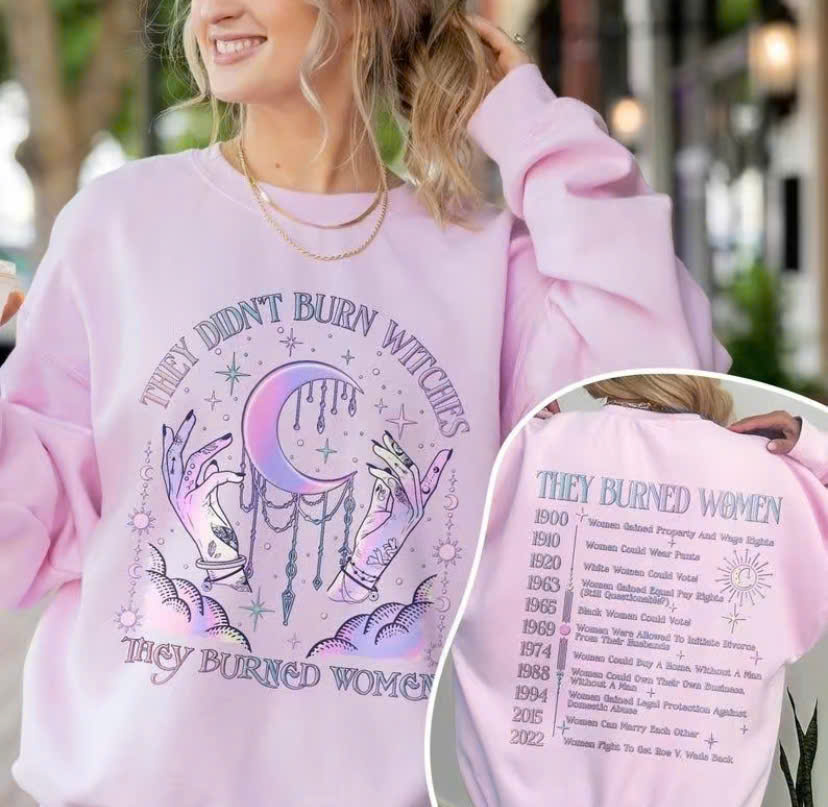 THEY DIDN'T BURN WITCHES
THEY BURNED WOMEN
THEY BURNED WOMEN
1900 Women Gained Property And Wage Rights
1910 Women Could Wear Pants
1920 White Women Could Vote!
1963 Women Gained Equal Pay Rights
(Still Questionable?)
1965 Black Women Could Vote!
1969 Women Were Allowed To Initiate Divorce
From Their Husbands
1974 Women Could Buy A Home, Without A Man
1988 Women Could Own Their Own Business,
Without A Man
1994 Women Gained Legal Protection Against
Domestic Abuse
2015 Women Can Marry Each Other
2022 Women Fight To Get Roe V. Wade Back